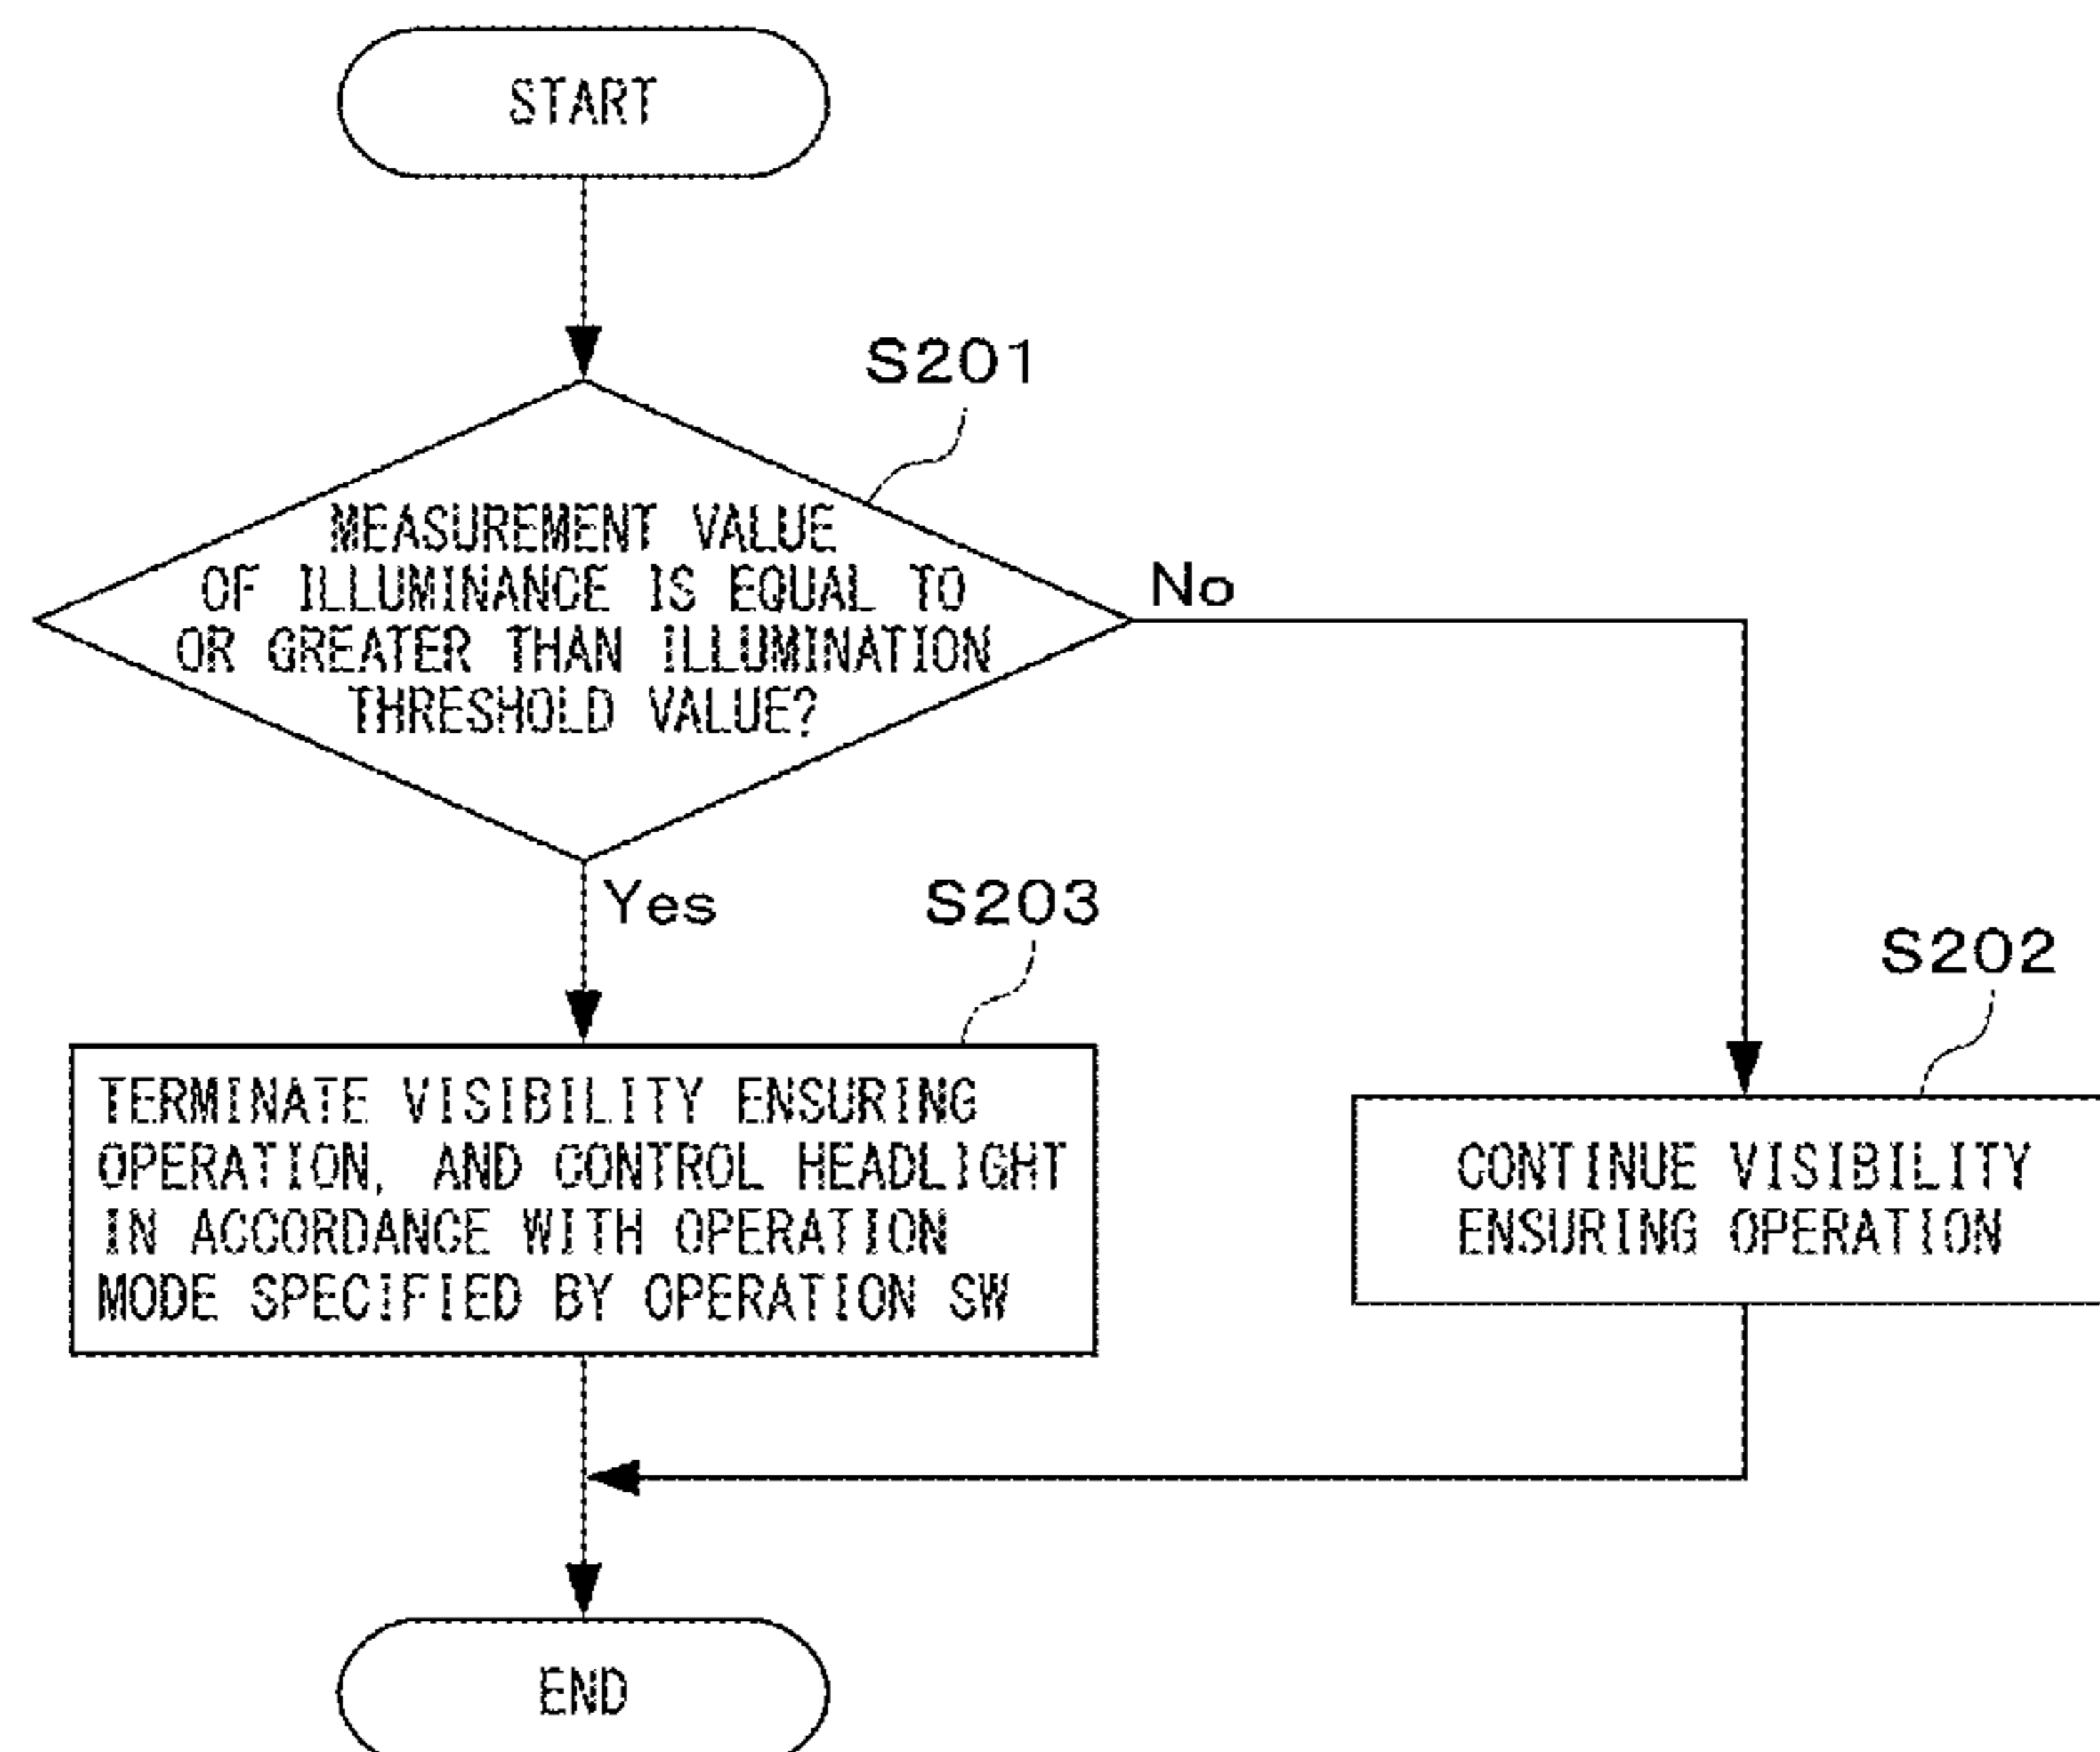 START
S201
MEASUREMENT VALUE
OF ILLUMINANCE IS EQUAL TO
OR GREATER THAN ILLUMINATION
THRESHOLD VALUE?
No
Yes
S203
S202
TERMINATE VISIBILITY ENSURING
OPERATION, AND CONTROL HEADLIGHT
IN ACCORDANCE WITH OPERATION
MODE SPECIFIED BY OPERATION SW
CONTINUE VISIBILITY
ENSURING OPERATION
END